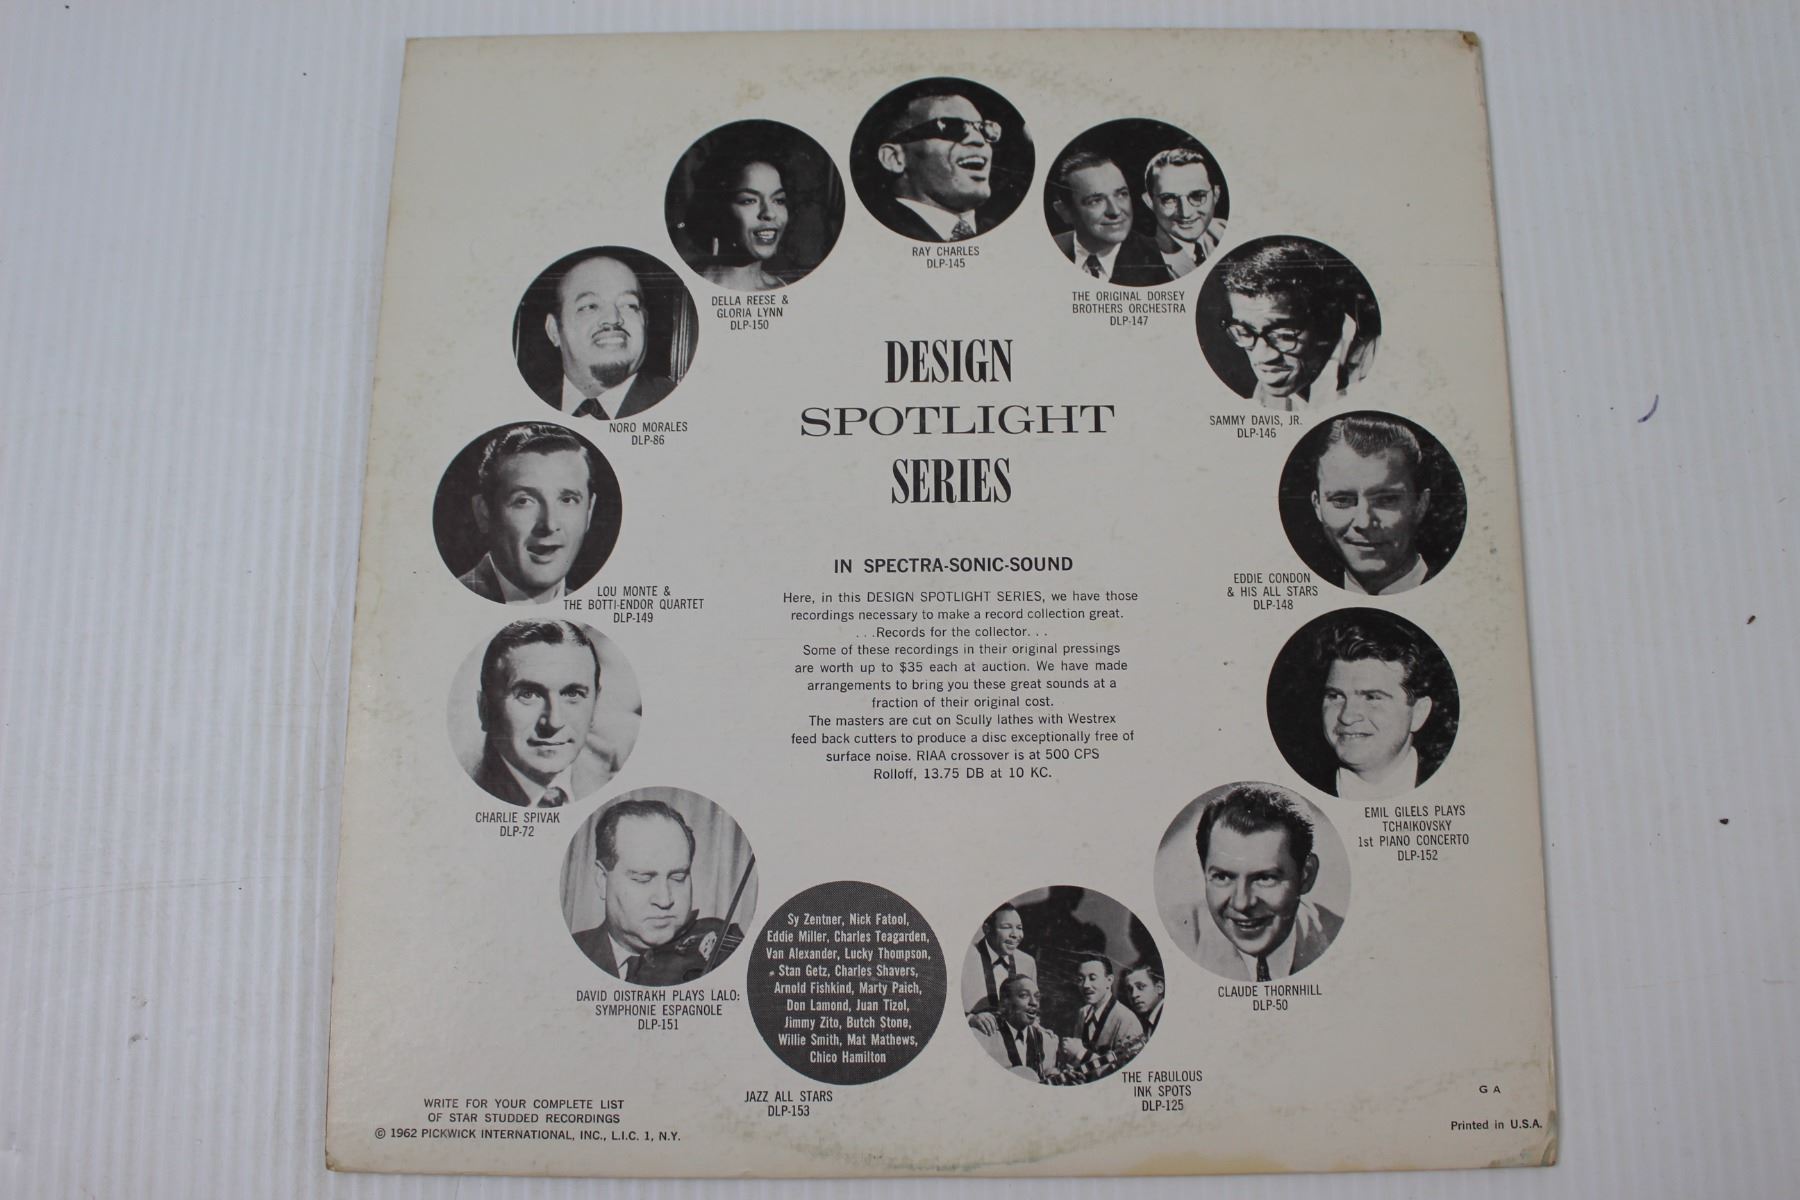 RAY CHARLES
DLP-145
DELLA REESE &
GLORIA LYNN
DLP-150
THE ORIGINAL DORSEY
BROTHERS ORCHESTRA
DLP-147
NORO MORALES
DLP-86
SAMMY DAVIS, JR.
DLP-146
DESIGN
SPOTLIGHT
SERIES
LOU MONTE &
THE BOTTI-ENDOR QUARTET
DLP-149
EDDIE CONDON
& HIS ALL STARS
DLP-148
IN SPECTRA-SONIC-SOUND
Here, in this DESIGN SPOTLIGHT SERIES, we have those
recordings necessary to make a record collection great.
. . .Records for the collector. . .
Some of these recordings in their original pressings
are worth up to $35 each at auction. We have made
arrangements to bring you these great sounds at a
fraction of their original cost.
The masters are cut on Scully lathes with Westrex
feed back cutters to produce a disc exceptionally free of
surface noise. RIAA crossover is at 500 CPS
Rolloff, 13.75 DB at 10 KC.
CHARLIE SPIVAK
DLP-72
EMIL GILELS PLAYS
TCHAIKOVSKY
1st PIANO CONCERTO
DLP-152
DAVID OISTRAKH PLAYS LALO:
SYMPHONIE ESPAGNOLE
DLP-151
CLAUDE THORNHILL
DLP-50
Sy Zentner, Nick Fatool,
Eddie Miller, Charles Teagarden,
Van Alexander, Lucky Thompson,
Stan Getz, Charles Shavers,
Arnold Fishkind, Marty Paich,
Don Lamond, Juan Tizol,
Jimmy Zito, Butch Stone,
Willie Smith, Mat Mathews,
Chico Hamilton
JAZZ ALL STARS
DLP-153
THE FABULOUS
INK SPOTS
DLP-125
WRITE FOR YOUR COMPLETE LIST
OF STAR STUDDED RECORDINGS
© 1962 PICKWICK INTERNATIONAL, INC., L.I.C. 1, N.Y.
G A
Printed in U.S.A.